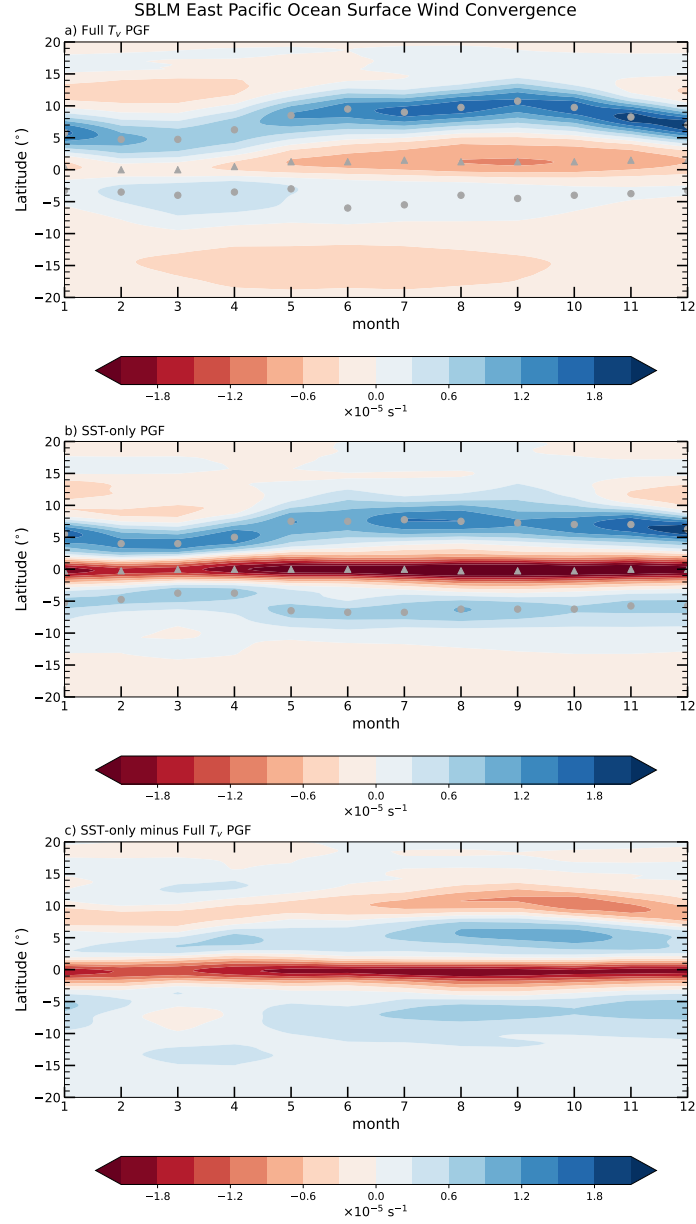 SBLM East Pacific Ocean Surface Wind Convergence
a) Full Tᵥ PGF
20
15
10
5
0
−5
−10
−15
−20
Latitude (°)
1 2 3 4 5 6 7 8 9 10 11 12
month
−1.8 −1.2 −0.6 0.0 0.6 1.2 1.8
×10⁻⁵ s⁻¹
b) SST-only PGF
20
15
10
5
0
−5
−10
−15
−20
Latitude (°)
1 2 3 4 5 6 7 8 9 10 11 12
month
−1.8 −1.2 −0.6 0.0 0.6 1.2 1.8
×10⁻⁵ s⁻¹
c) SST-only minus Full Tᵥ PGF
20
15
10
5
0
−5
−10
−15
−20
Latitude (°)
1 2 3 4 5 6 7 8 9 10 11 12
month
−1.8 −1.2 −0.6 0.0 0.6 1.2 1.8
×10⁻⁵ s⁻¹